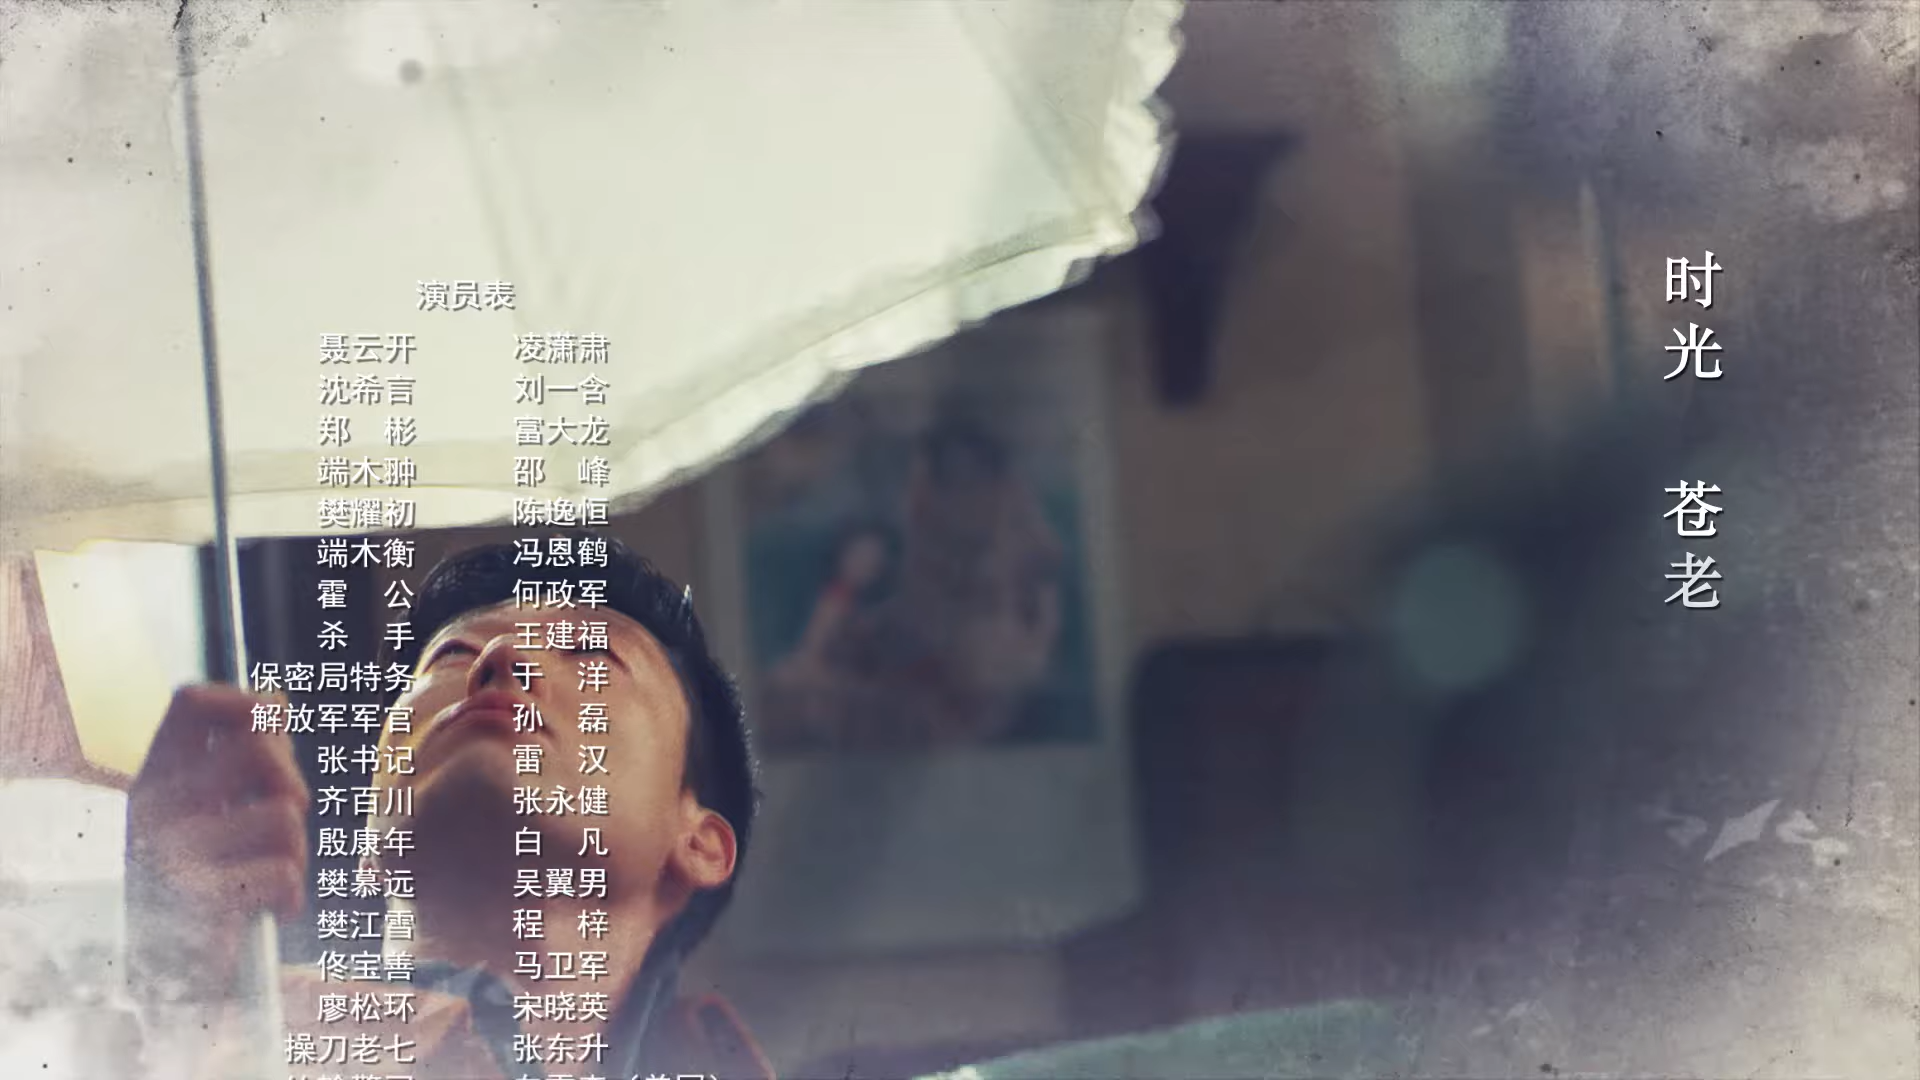 演员表
聂云开 凌潇肃
沈希言 刘一含
郑 彬 富大龙
端木翀 邵 峰
樊耀初 陈逸恒
端木衡 冯恩鹤
霍 公 何政军
杀 手 王建福
保密局特务 于 洋
解放军军官 孙 磊
张书记 雷 汉
齐百川 张永健
殷康年 白 凡
樊慕远 吴翼男
樊江雪 程 梓
佟宝善 马卫军
廖松环 宋晓英
操刀老七 张东升
时光 苍老